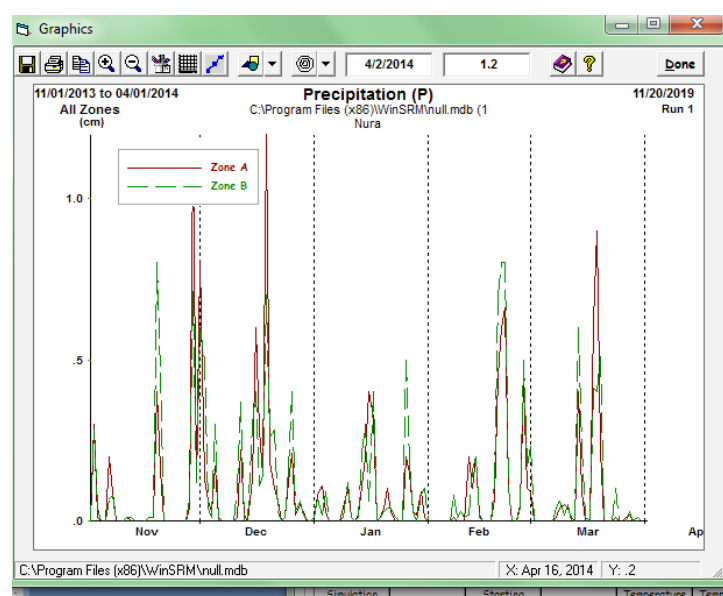 Graphics
4/2/2014 1.2 Done
11/01/2013 to 04/01/2014 Precipitation (P) 11/20/2019
All Zones C:\Program Files (x86)\WinSRM\null.mdb (1 Run 1
(cm) Nura
Zone A
Zone B
1.0
.5
.0
Nov Dec Jan Feb Mar Ap
C:\Program Files (x86)\WinSRM\null.mdb X: Apr 16, 2014 Y: .2
Simulation Starting Temperature